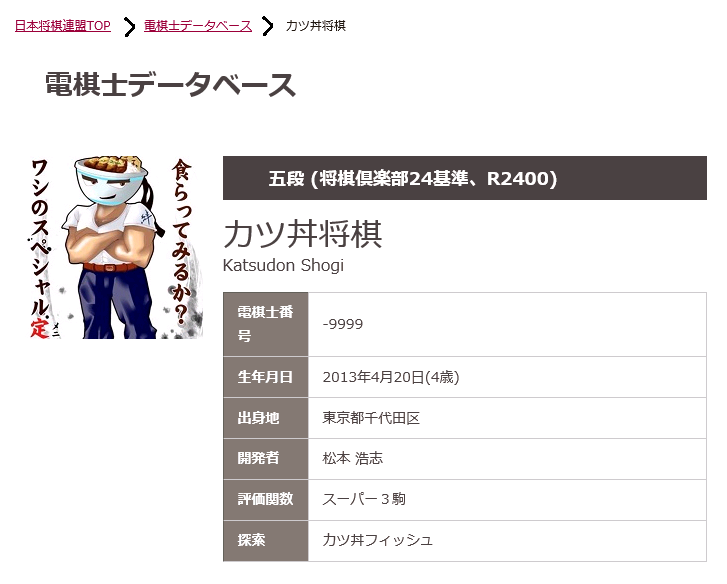 日本将棋連盟TOP 電棋士データベース カツ丼将棋
電棋士データベース
食らってみるか？
ワシのスペシャル定
メニ
五段 (将棋倶楽部24基準、R2400)
カツ丼将棋
Katsudon Shogi
電棋士番号 -9999
生年月日 2013年4月20日(4歳)
出身地 東京都千代田区
開発者 松本 浩志
評価関数 スーパー３駒
探索 カツ丼フィッシュ